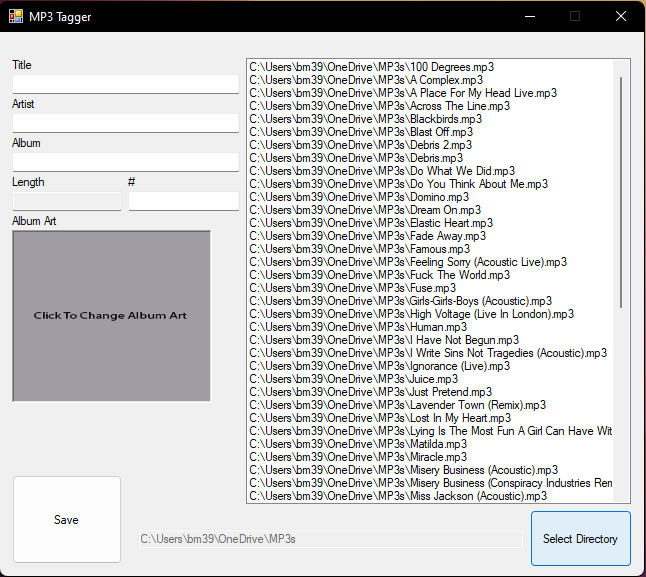 MP3 Tagger
Title
Artist
Album
Length #
Album Art
Click To Change Album Art
Save
C:\Users\bm39\OneDrive\MP3s\100 Degrees.mp3
C:\Users\bm39\OneDrive\MP3s\A Complex.mp3
C:\Users\bm39\OneDrive\MP3s\A Place For My Head Live.mp3
C:\Users\bm39\OneDrive\MP3s\Across The Line.mp3
C:\Users\bm39\OneDrive\MP3s\Blackbirds.mp3
C:\Users\bm39\OneDrive\MP3s\Blast Off.mp3
C:\Users\bm39\OneDrive\MP3s\Debris 2.mp3
C:\Users\bm39\OneDrive\MP3s\Debris.mp3
C:\Users\bm39\OneDrive\MP3s\Do What We Did.mp3
C:\Users\bm39\OneDrive\MP3s\Do You Think About Me.mp3
C:\Users\bm39\OneDrive\MP3s\Domino.mp3
C:\Users\bm39\OneDrive\MP3s\Dream On.mp3
C:\Users\bm39\OneDrive\MP3s\Elastic Heart.mp3
C:\Users\bm39\OneDrive\MP3s\Fade Away.mp3
C:\Users\bm39\OneDrive\MP3s\Famous.mp3
C:\Users\bm39\OneDrive\MP3s\Feeling Sorry (Acoustic Live).mp3
C:\Users\bm39\OneDrive\MP3s\Fuck The World.mp3
C:\Users\bm39\OneDrive\MP3s\Fuse.mp3
C:\Users\bm39\OneDrive\MP3s\Girls-Girls-Boys (Acoustic).mp3
C:\Users\bm39\OneDrive\MP3s\High Voltage (Live In London).mp3
C:\Users\bm39\OneDrive\MP3s\Human.mp3
C:\Users\bm39\OneDrive\MP3s\I Have Not Begun.mp3
C:\Users\bm39\OneDrive\MP3s\I Write Sins Not Tragedies (Acoustic).mp3
C:\Users\bm39\OneDrive\MP3s\Ignorance (Live).mp3
C:\Users\bm39\OneDrive\MP3s\Juice.mp3
C:\Users\bm39\OneDrive\MP3s\Just Pretend.mp3
C:\Users\bm39\OneDrive\MP3s\Lavender Town (Remix).mp3
C:\Users\bm39\OneDrive\MP3s\Lost In My Heart.mp3
C:\Users\bm39\OneDrive\MP3s\Lying Is The Most Fun A Girl Can Have Wit
C:\Users\bm39\OneDrive\MP3s\Matilda.mp3
C:\Users\bm39\OneDrive\MP3s\Miracle.mp3
C:\Users\bm39\OneDrive\MP3s\Misery Business (Acoustic).mp3
C:\Users\bm39\OneDrive\MP3s\Misery Business (Conspiracy Industries Rem
C:\Users\bm39\OneDrive\MP3s\Miss Jackson (Acoustic).mp3
C:\Users\bm39\OneDrive\MP3s
Select Directory